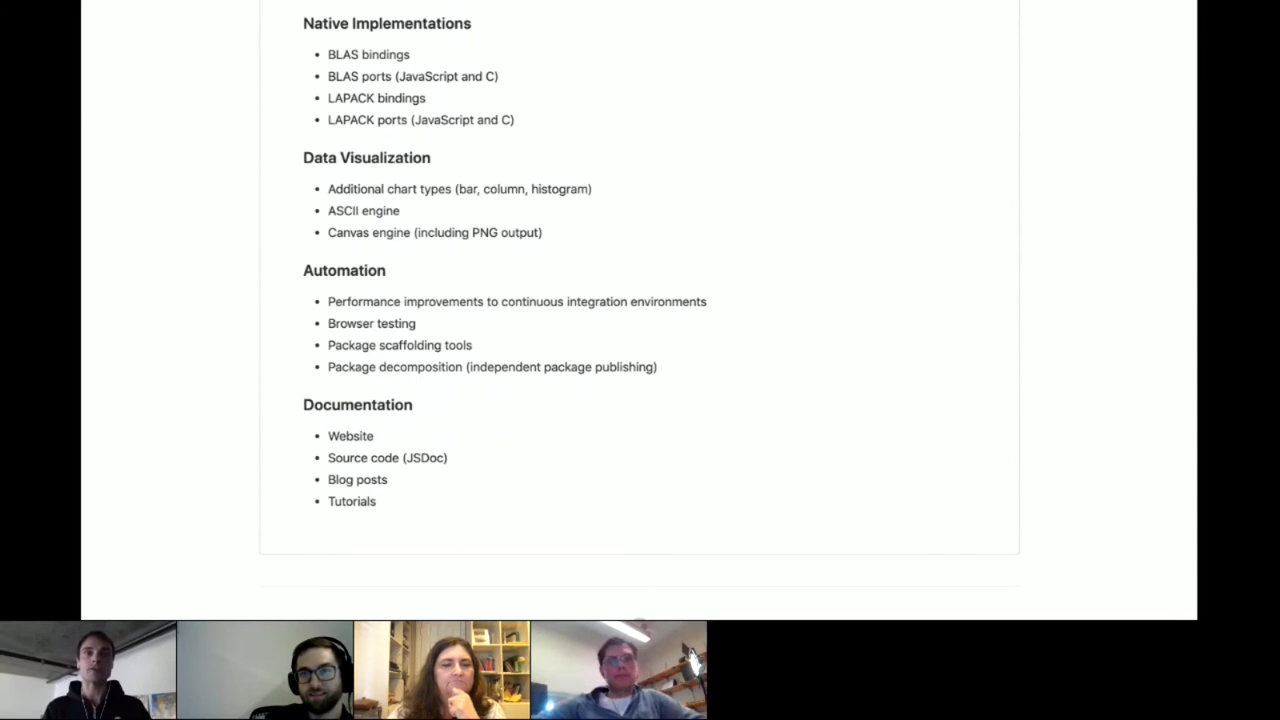 Native Implementations
BLAS bindings
BLAS ports (JavaScript and C)
LAPACK bindings
LAPACK ports (JavaScript and C)
Data Visualization
Additional chart types (bar, column, histogram)
ASCII engine
Canvas engine (including PNG output)
Automation
Performance improvements to continuous integration environments
Browser testing
Package scaffolding tools
Package decomposition (independent package publishing)
Documentation
Website
Source code (JSDoc)
Blog posts
Tutorials